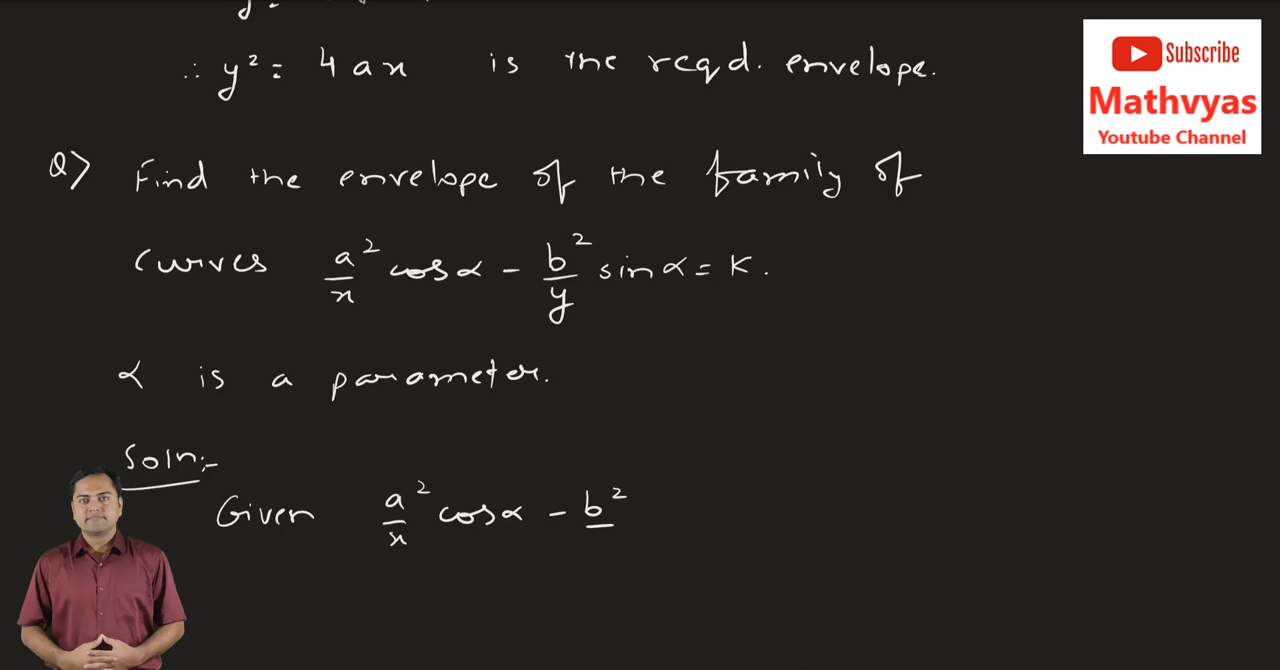 ∴ y² = 4ax is the reqd. envelope.
Subscribe
Mathvyas
Youtube Channel
Q> Find the envelope of the family of
curves a²/x cosα - b²/y sinα = K.
α is a parameter.
Soln:-
Given a²/x cosα - b²